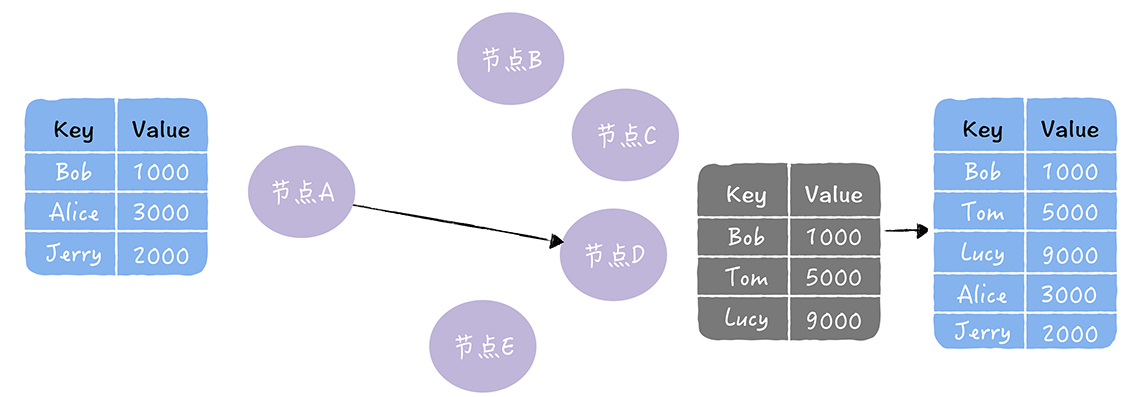 Key Value
Bob 1000
Alice 3000
Jerry 2000
节点A
节点B
节点C
节点D
节点E
Key Value
Bob 1000
Tom 5000
Lucy 9000
Key Value
Bob 1000
Tom 5000
Lucy 9000
Alice 3000
Jerry 2000